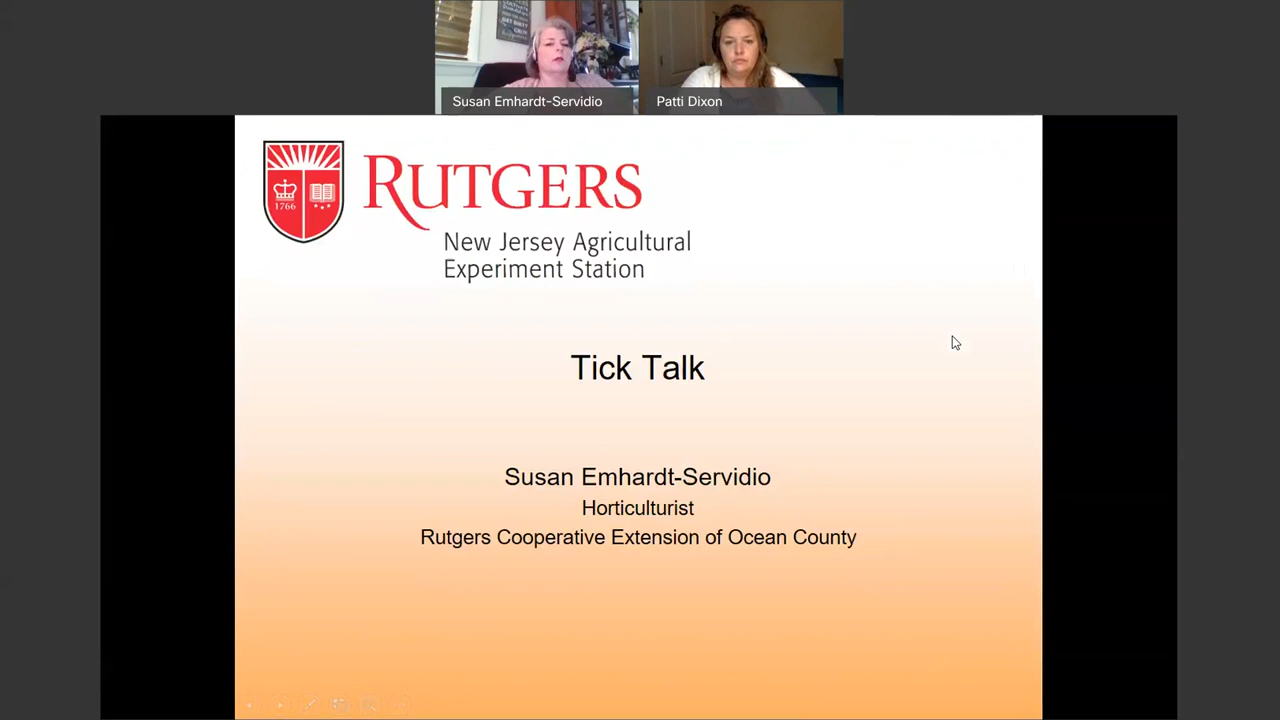 Susan Emhardt-Servidio
Patti Dixon
1766
RUTGERS
New Jersey Agricultural
Experiment Station
Tick Talk
Susan Emhardt-Servidio
Horticulturist
Rutgers Cooperative Extension of Ocean County